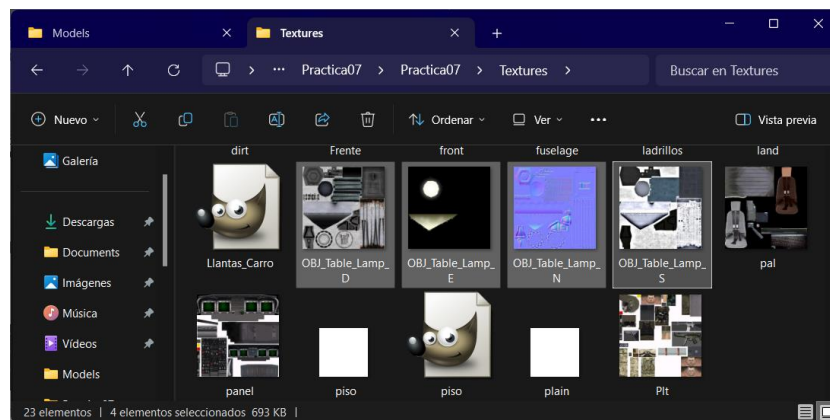 Models
Textures
Practica07 > Practica07 > Textures >
Buscar en Textures
Nuevo
Ordenar
Ver
Vista previa
Galería
Descargas
Documents
Imágenes
Música
Vídeos
Models
dirt
Frente
front
fuselage
ladrillos
land
Llantas_Carro
OBJ_Table_Lamp_
D
OBJ_Table_Lamp_
E
OBJ_Table_Lamp_
N
OBJ_Table_Lamp_
S
pal
panel
piso
piso
plain
Plt
23 elementos | 4 elementos seleccionados 693 KB |